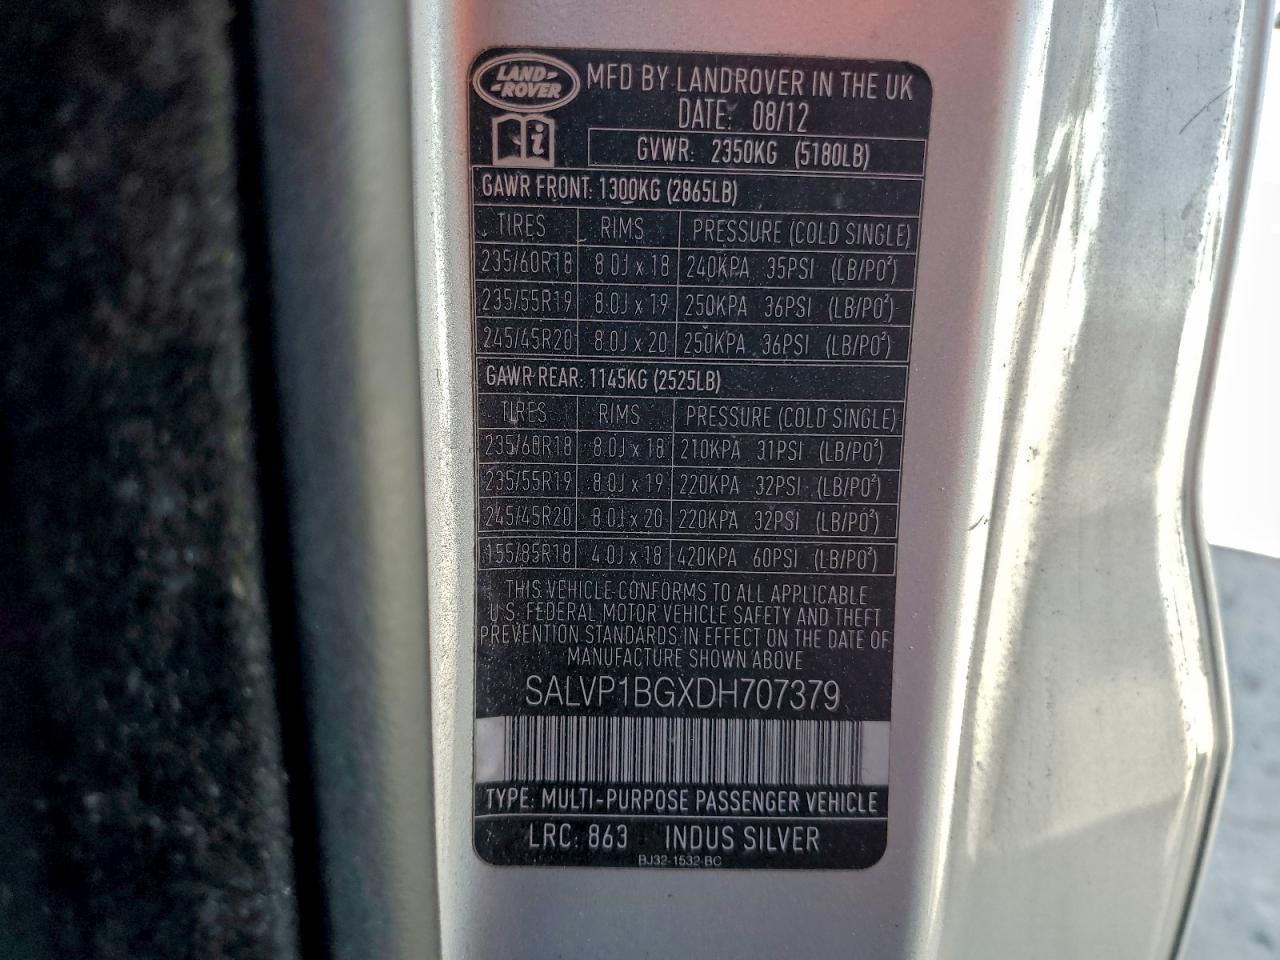 LAND-
-ROVER
MFD BY LANDROVER IN THE UK
DATE: 08/12
i
GVWR: 2350KG (5180LB)
GAWR FRONT: 1300KG (2865LB)
TIRES RIMS PRESSURE (COLD SINGLE)
235/60R18 8.0J x 18 240KPA 35PSI (LB/PO²)
235/55R19 8.0J x 19 250KPA 36PSI (LB/PO²)
245/45R20 8.0J x 20 250KPA 36PSI (LB/PO²)
GAWR REAR: 1145KG (2525LB)
TIRES RIMS PRESSURE (COLD SINGLE)
235/60R18 8.0J x 18 210KPA 31PSI (LB/PO²)
235/55R19 8.0J x 19 220KPA 32PSI (LB/PO²)
245/45R20 8.0J x 20 220KPA 32PSI (LB/PO²)
155/85R18 4.0J x 18 420KPA 60PSI (LB/PO²)
THIS VEHICLE CONFORMS TO ALL APPLICABLE
U.S. FEDERAL MOTOR VEHICLE SAFETY AND THEFT
PREVENTION STANDARDS IN EFFECT ON THE DATE OF
MANUFACTURE SHOWN ABOVE
SALVP1BGXDH707379
TYPE: MULTI-PURPOSE PASSENGER VEHICLE
LRC: 863 INDUS SILVER
BJ32-1532-BC